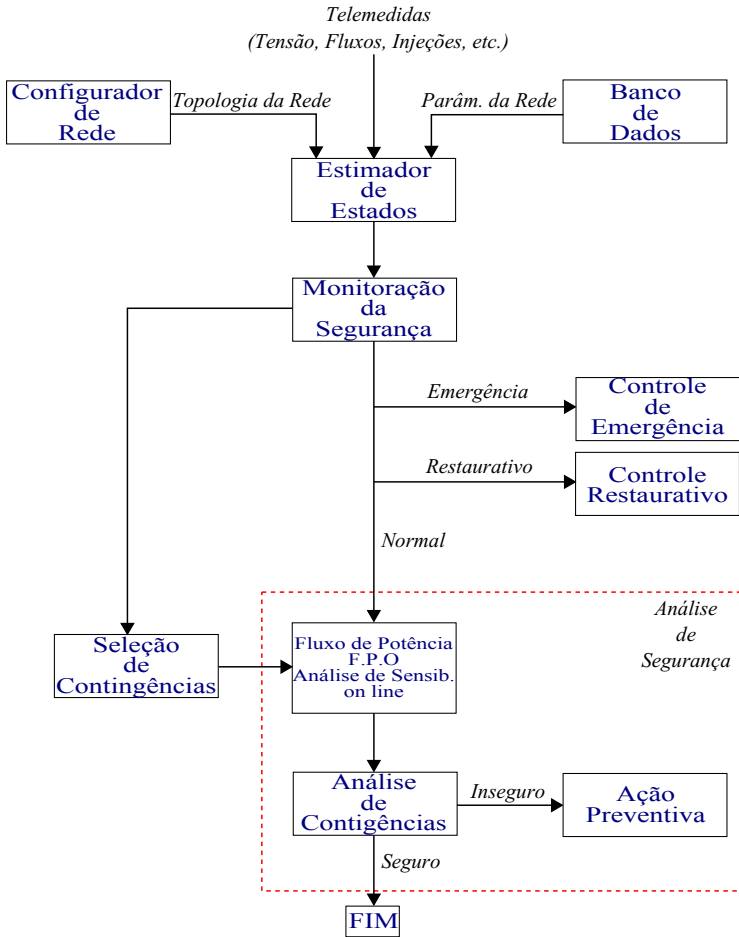 Telemedidas
(Tensão, Fluxos, Injeções, etc.)
Configurador
de
Rede
Topologia da Rede
Parâm. da Rede
Banco
de
Dados
Estimador
de
Estados
Monitoração
da
Segurança
Emergência
Controle
de
Emergência
Restaurativo
Controle
Restaurativo
Normal
Análise
de
Segurança
Seleção
de
Contingências
Fluxo de Potência
F.P.O
Análise de Sensib.
on line
Análise
de
Contigências
Inseguro
Ação
Preventiva
Seguro
FIM